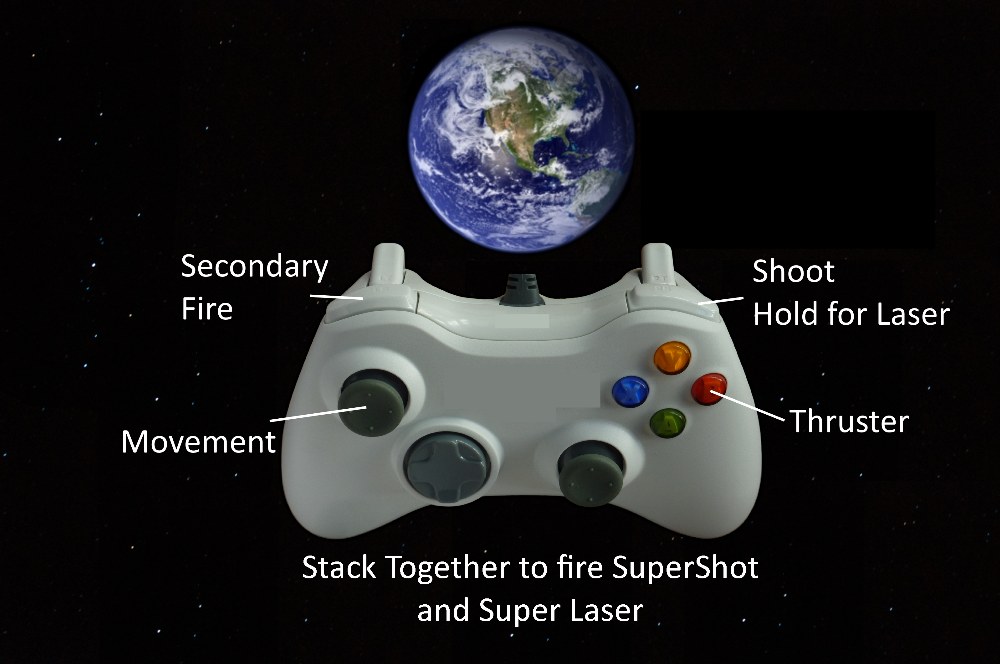 Secondary
Fire
Shoot
Hold for Laser
Movement
Thruster
Stack Together to fire SuperShot
and Super Laser